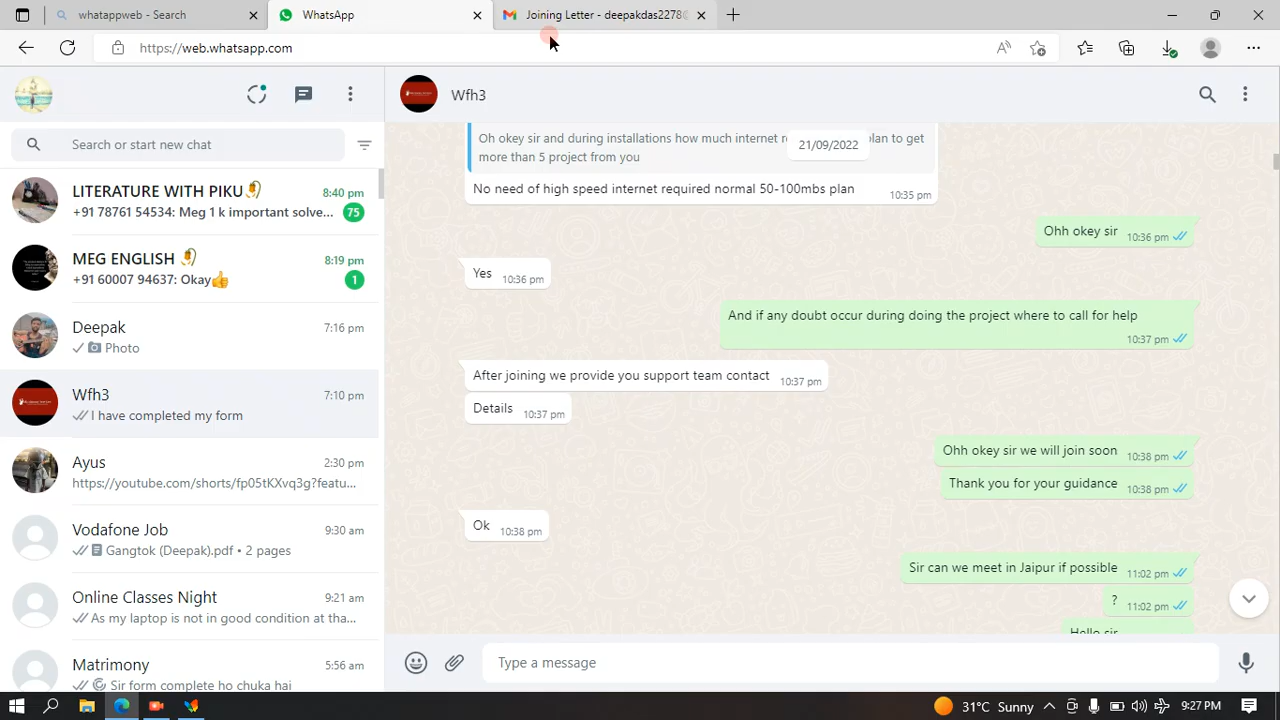 whatappweb - Search
WhatsApp
Joining Letter - deepakdas2278@
https://web.whatsapp.com
Wfh3
Search or start new chat
LITERATURE WITH PIKU
8:40 pm
+91 78761 54534: Meg 1 k important solve...
75
MEG ENGLISH
8:19 pm
+91 60007 94637: Okay👍
1
Deepak
7:16 pm
Photo
Wfh3
7:10 pm
I have completed my form
Ayus
2:30 pm
https://youtube.com/shorts/fp05tKXvq3g?featu...
Vodafone Job
9:30 am
Gangtok (Deepak).pdf • 2 pages
Online Classes Night
9:21 am
As my laptop is not in good condition at tha...
Matrimony
5:56 am
Sir form complete ho chuka hai
Oh okey sir and during installations how much internet lan to get
more than 5 project from you
21/09/2022
No need of high speed internet required normal 50-100mbs plan
10:35 pm
Ohh okey sir
10:36 pm
Yes
10:36 pm
And if any doubt occur during doing the project where to call for help
10:37 pm
After joining we provide you support team contact
10:37 pm
Details
10:37 pm
Ohh okey sir we will join soon
10:38 pm
Thank you for your guidance
10:38 pm
Ok
10:38 pm
Sir can we meet in Jaipur if possible
11:02 pm
?
11:02 pm
Hello sir
Type a message
31°C Sunny
9:27 PM